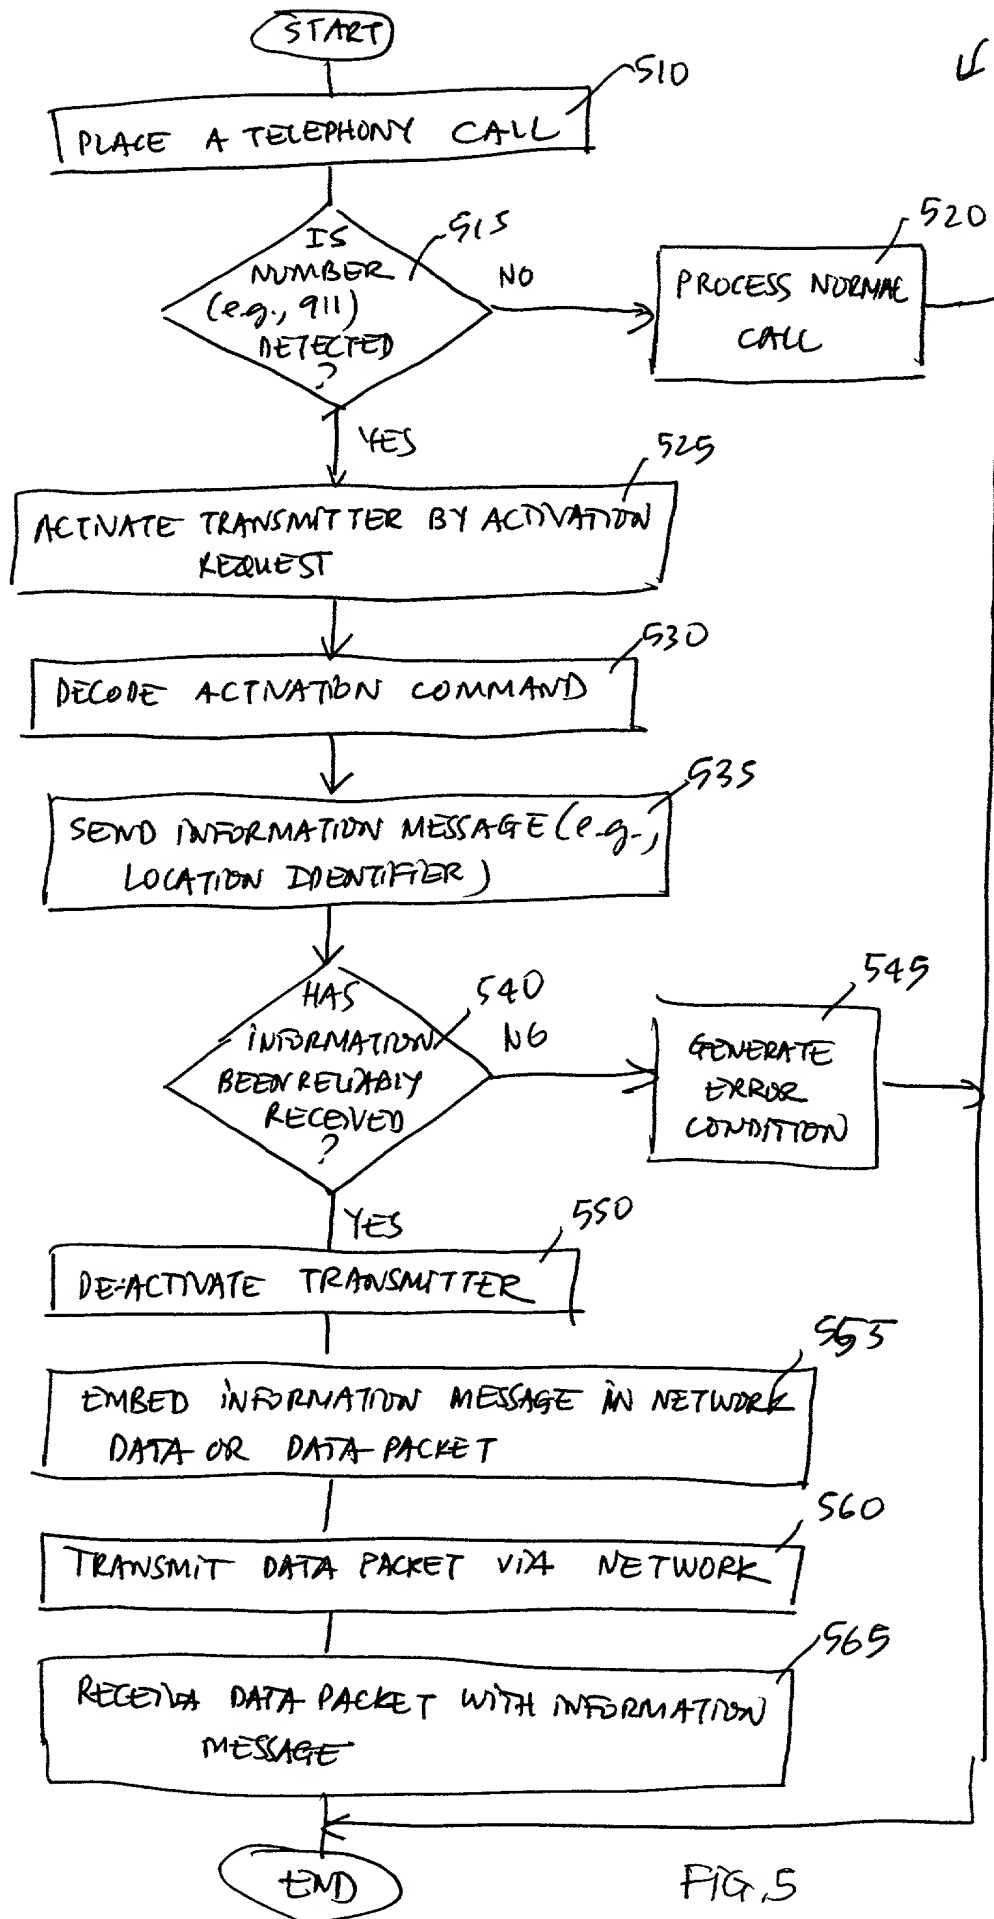 START
510
PLACE A TELEPHONY CALL
515
IS
NUMBER
(e.g., 911)
DETECTED
?
NO
520
PROCESS NORMAL
CALL
YES
525
ACTIVATE TRANSMITTER BY ACTIVATION
REQUEST
530
DECODE ACTIVATION COMMAND
535
SEND INFORMATION MESSAGE (e.g.,
LOCATION IDENTIFIER)
540
HAS
INFORMATION
BEEN RELIABLY
RECEIVED
?
NO
545
GENERATE
ERROR
CONDITION
YES
550
DE-ACTIVATE TRANSMITTER
555
EMBED INFORMATION MESSAGE IN NETWORK
DATA OR DATA PACKET
560
TRANSMIT DATA PACKET VIA NETWORK
565
RECEIVE DATA PACKET WITH INFORMATION
MESSAGE
END
FIG. 5